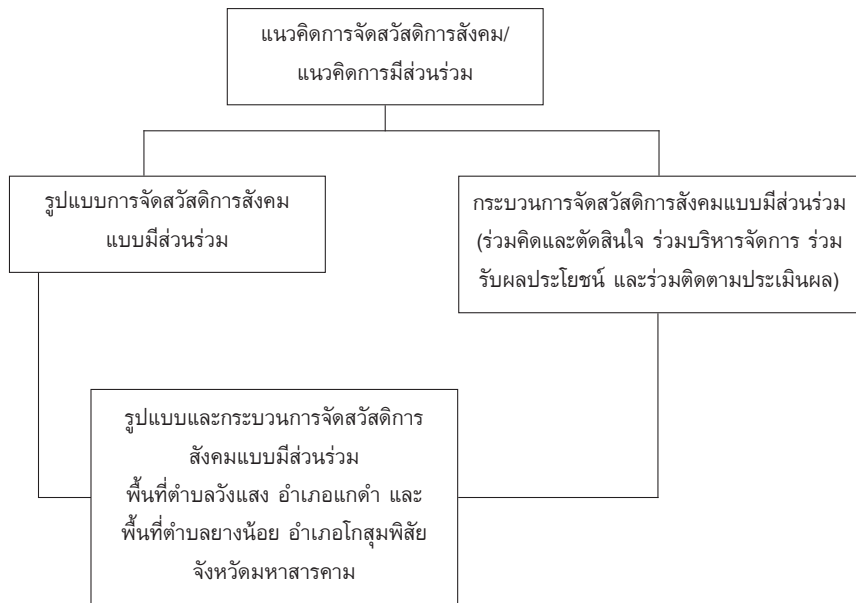 แนวคิดการจัดสวัสดิการสังคม/
แนวคิดการมีส่วนร่วม
รูปแบบการจัดสวัสดิการสังคม
แบบมีส่วนร่วม
กระบวนการจัดสวัสดิการสังคมแบบมีส่วนร่วม
(ร่วมคิดและตัดสินใจ ร่วมบริหารจัดการ ร่วม
รับผลประโยชน์ และร่วมติดตามประเมินผล)
รูปแบบและกระบวนการจัดสวัสดิการ
สังคมแบบมีส่วนร่วม
พื้นที่ตำบลวังแสง อำเภอแกดำ และ
พื้นที่ตำบลยางน้อย อำเภอโกสุมพิสัย
จังหวัดมหาสารคาม